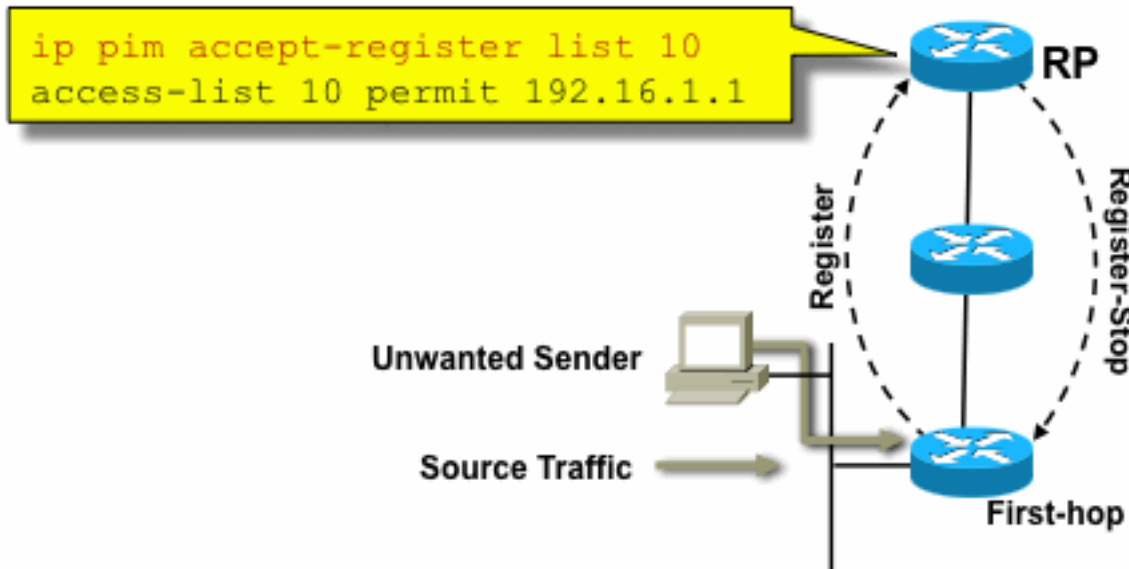 ip pim accept-register list 10
access-list 10 permit 192.16.1.1
RP
Register
Register-Stop
Unwanted Sender
Source Traffic
First-hop